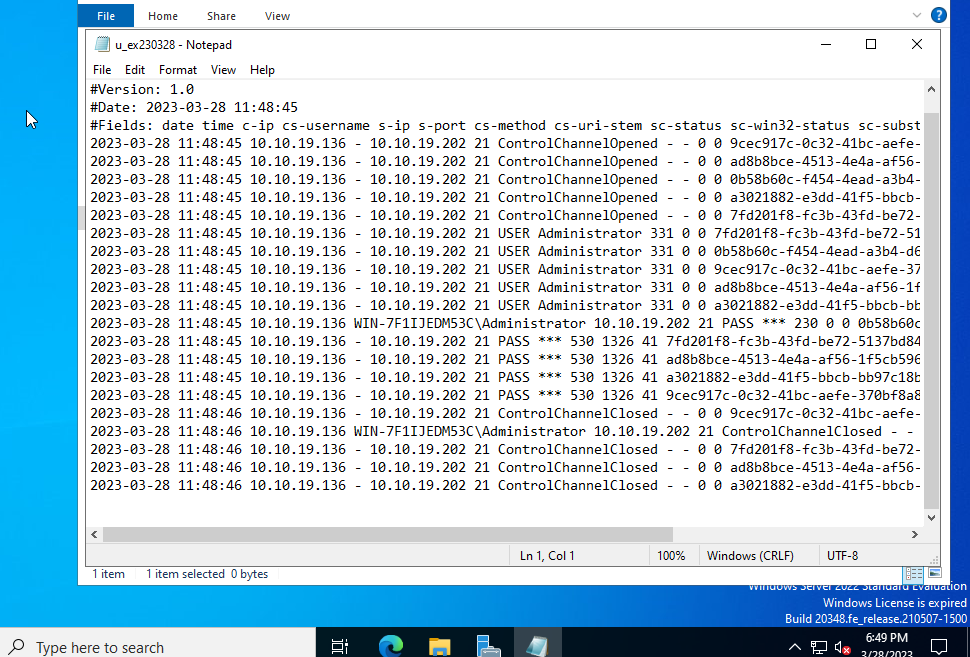 File Home Share View
u_ex230328 - Notepad
File Edit Format View Help
#Version: 1.0
#Date: 2023-03-28 11:48:45
#Fields: date time c-ip cs-username s-ip s-port cs-method cs-uri-stem sc-status sc-win32-status sc-subst
2023-03-28 11:48:45 10.10.19.136 - 10.10.19.202 21 ControlChannelOpened - - 0 0 9cec917c-0c32-41bc-aefe-
2023-03-28 11:48:45 10.10.19.136 - 10.10.19.202 21 ControlChannelOpened - - 0 0 ad8b8bce-4513-4e4a-af56-
2023-03-28 11:48:45 10.10.19.136 - 10.10.19.202 21 ControlChannelOpened - - 0 0 0b58b60c-f454-4ead-a3b4-
2023-03-28 11:48:45 10.10.19.136 - 10.10.19.202 21 ControlChannelOpened - - 0 0 a3021882-e3dd-41f5-bbcb-
2023-03-28 11:48:45 10.10.19.136 - 10.10.19.202 21 ControlChannelOpened - - 0 0 7fd201f8-fc3b-43fd-be72-
2023-03-28 11:48:45 10.10.19.136 - 10.10.19.202 21 USER Administrator 331 0 0 7fd201f8-fc3b-43fd-be72-51
2023-03-28 11:48:45 10.10.19.136 - 10.10.19.202 21 USER Administrator 331 0 0 0b58b60c-f454-4ead-a3b4-d6
2023-03-28 11:48:45 10.10.19.136 - 10.10.19.202 21 USER Administrator 331 0 0 9cec917c-0c32-41bc-aefe-37
2023-03-28 11:48:45 10.10.19.136 - 10.10.19.202 21 USER Administrator 331 0 0 ad8b8bce-4513-4e4a-af56-1f
2023-03-28 11:48:45 10.10.19.136 - 10.10.19.202 21 USER Administrator 331 0 0 a3021882-e3dd-41f5-bbcb-bb
2023-03-28 11:48:45 10.10.19.136 WIN-7F1IJEDM53C\Administrator 10.10.19.202 21 PASS *** 230 0 0 0b58b60c
2023-03-28 11:48:45 10.10.19.136 - 10.10.19.202 21 PASS *** 530 1326 41 7fd201f8-fc3b-43fd-be72-5137bd84
2023-03-28 11:48:45 10.10.19.136 - 10.10.19.202 21 PASS *** 530 1326 41 ad8b8bce-4513-4e4a-af56-1f5cb596
2023-03-28 11:48:45 10.10.19.136 - 10.10.19.202 21 PASS *** 530 1326 41 a3021882-e3dd-41f5-bbcb-bb97c18b
2023-03-28 11:48:45 10.10.19.136 - 10.10.19.202 21 PASS *** 530 1326 41 9cec917c-0c32-41bc-aefe-370bf8a8
2023-03-28 11:48:46 10.10.19.136 - 10.10.19.202 21 ControlChannelClosed - - 0 0 9cec917c-0c32-41bc-aefe-
2023-03-28 11:48:46 10.10.19.136 WIN-7F1IJEDM53C\Administrator 10.10.19.202 21 ControlChannelClosed - -
2023-03-28 11:48:46 10.10.19.136 - 10.10.19.202 21 ControlChannelClosed - - 0 0 7fd201f8-fc3b-43fd-be72-
2023-03-28 11:48:46 10.10.19.136 - 10.10.19.202 21 ControlChannelClosed - - 0 0 ad8b8bce-4513-4e4a-af56-
2023-03-28 11:48:46 10.10.19.136 - 10.10.19.202 21 ControlChannelClosed - - 0 0 a3021882-e3dd-41f5-bbcb-
Ln 1, Col 1 100% Windows (CRLF) UTF-8
1 item 1 item selected 0 bytes
Windows Server 2022 Standard Evaluation
Windows License is expired
Build 20348.fe_release.210507-1500
Type here to search
6:49 PM
3/28/2023